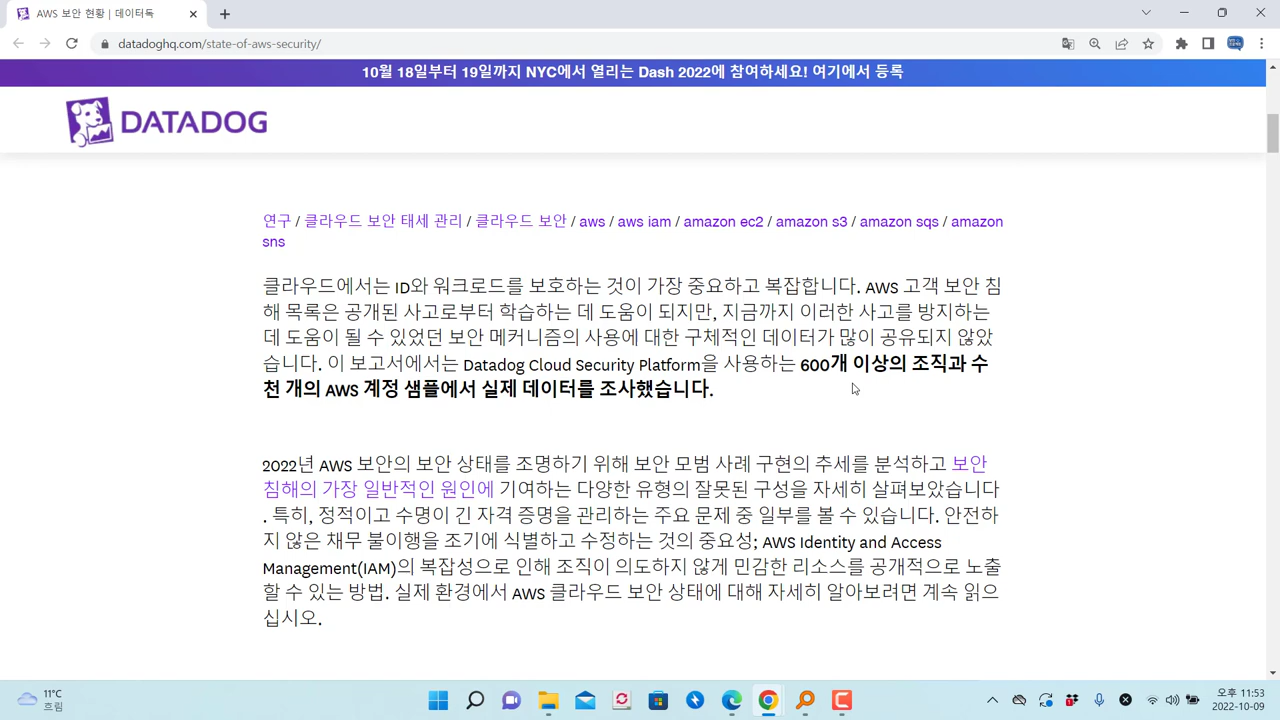 AWS 보안 현황 | 데이터독
datadoghq.com/state-of-aws-security/
10월 18일부터 19일까지 NYC에서 열리는 Dash 2022에 참여하세요! 여기에서 등록
DATADOG
연구 / 클라우드 보안 태세 관리 / 클라우드 보안 / aws / aws iam / amazon ec2 / amazon s3 / amazon sqs / amazon
sns
클라우드에서는 ID와 워크로드를 보호하는 것이 가장 중요하고 복잡합니다. AWS 고객 보안 침
해 목록은 공개된 사고로부터 학습하는 데 도움이 되지만, 지금까지 이러한 사고를 방지하는
데 도움이 될 수 있었던 보안 메커니즘의 사용에 대한 구체적인 데이터가 많이 공유되지 않았
습니다. 이 보고서에서는 Datadog Cloud Security Platform을 사용하는 600개 이상의 조직과 수
천 개의 AWS 계정 샘플에서 실제 데이터를 조사했습니다.
2022년 AWS 보안의 보안 상태를 조명하기 위해 보안 모범 사례 구현의 추세를 분석하고 보안
침해의 가장 일반적인 원인에 기여하는 다양한 유형의 잘못된 구성을 자세히 살펴보았습니다
. 특히, 정적이고 수명이 긴 자격 증명을 관리하는 주요 문제 중 일부를 볼 수 있습니다. 안전하
지 않은 채무 불이행을 조기에 식별하고 수정하는 것의 중요성; AWS Identity and Access
Management(IAM)의 복잡성으로 인해 조직이 의도하지 않게 민감한 리소스를 공개적으로 노출
할 수 있는 방법. 실제 환경에서 AWS 클라우드 보안 상태에 대해 자세히 알아보려면 계속 읽으
십시오.
11°C
흐림
오후 11:53
2022-10-09